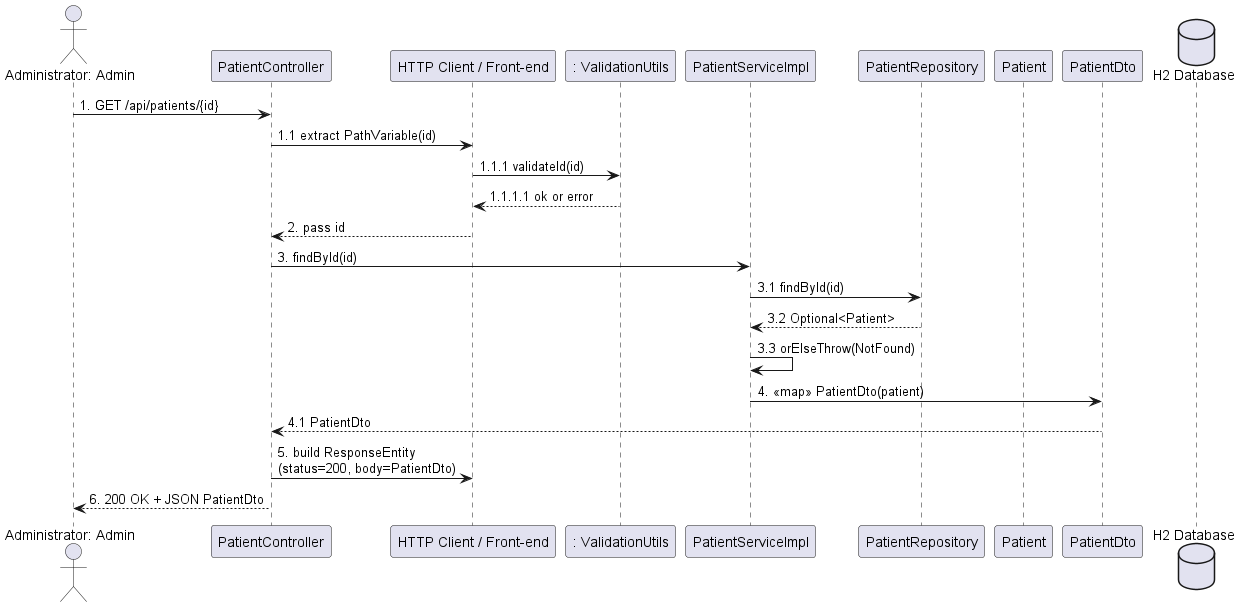 Administrator: Admin
PatientController
HTTP Client / Front-end
: ValidationUtils
PatientServiceImpl
PatientRepository
Patient
PatientDto
H2 Database
1. GET /api/patients/{id}
1.1 extract PathVariable(id)
1.1.1 validateId(id)
1.1.1.1 ok or error
2. pass id
3. findById(id)
3.1 findById(id)
3.2 Optional<Patient>
3.3 orElseThrow(NotFound)
4. «map» PatientDto(patient)
4.1 PatientDto
5. build ResponseEntity
(status=200, body=PatientDto)
6. 200 OK + JSON PatientDto
Administrator: Admin
PatientController
HTTP Client / Front-end
: ValidationUtils
PatientServiceImpl
PatientRepository
Patient
PatientDto
H2 Database